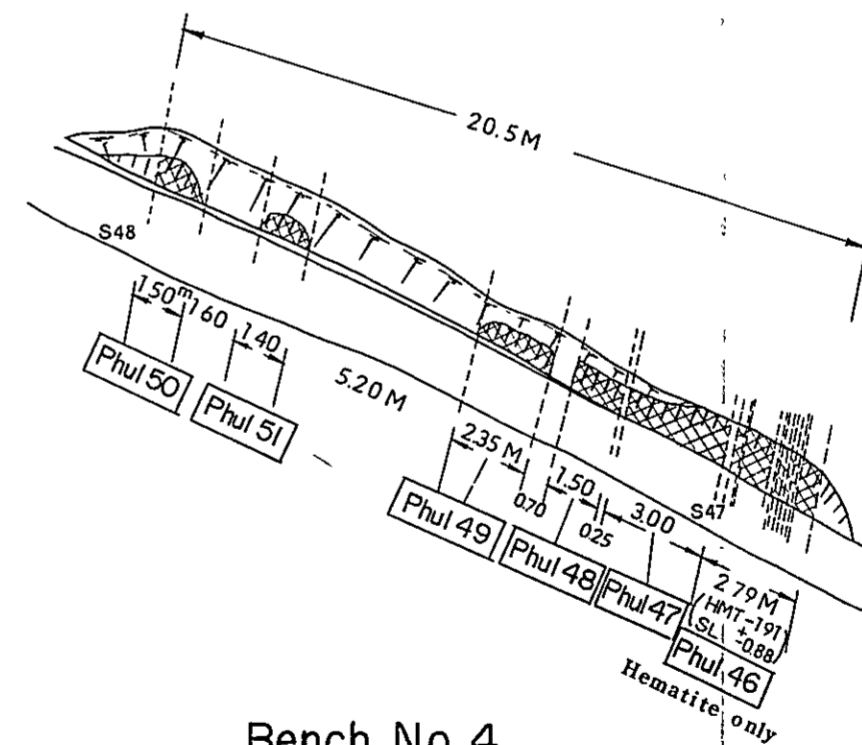 20.5 M
S48
1.50m
1.60
1.40
Phul 50
Phul 51
5.20 M
2.35 M
0.70
1.50
0.25
3.00
S47
2.79 M
(HMT-1.91)
(SL ± 0.88)
Phul 49
Phul 48
Phul 47
Phul 46
Hematite only
Bench No 4